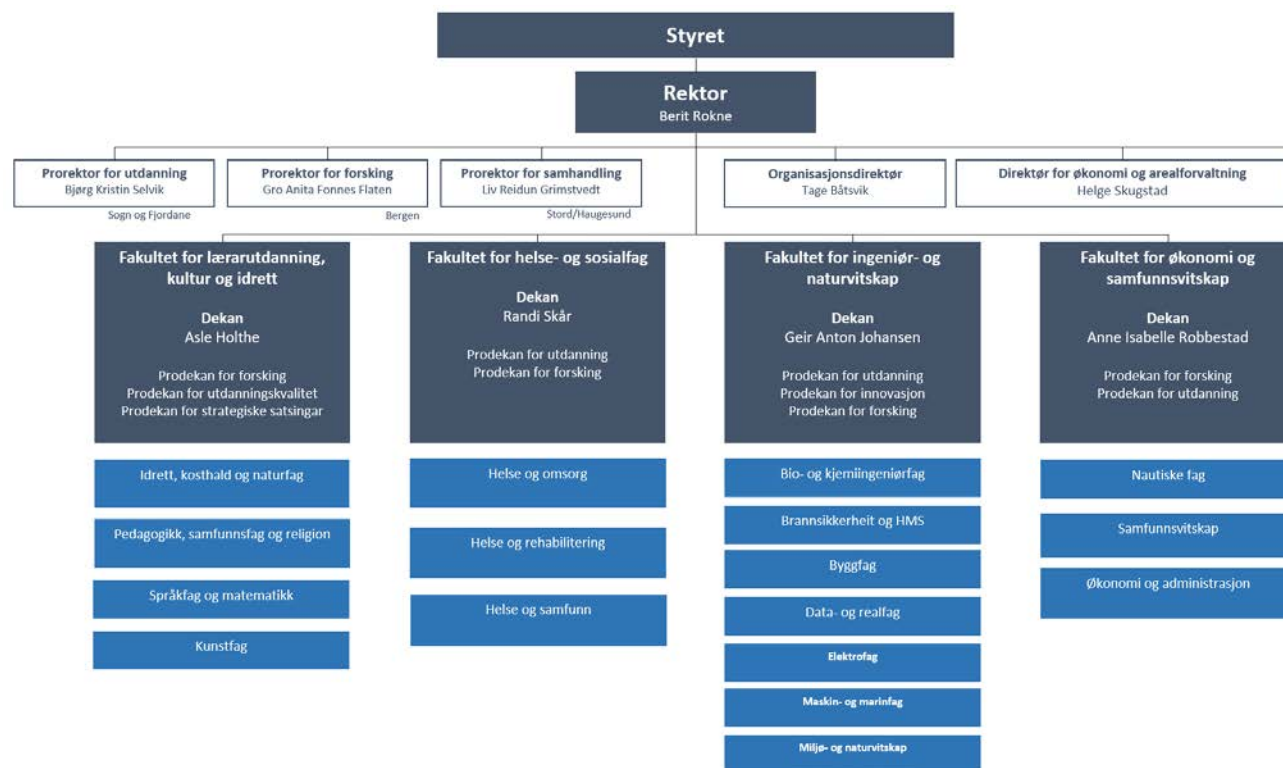 Styret
Rektor
Berit Rokne
Prorektor for utdanning
Bjørg Kristin Selvik
Sogn og Fjordane
Prorektor for forsking
Gro Anita Fonnes Flaten
Bergen
Prorektor for samhandling
Liv Reidun Grimstvedt
Stord/Haugesund
Organisasjonsdirektør
Tage Båtsvik
Direktør for økonomi og arealforvaltning
Helge Skugstad
Fakultet for lærarutdanning,
kultur og idrett
Dekan
Asle Holthe
Prodekan for forsking
Prodekan for utdanningskvalitet
Prodekan for strategiske satsingar
Idrett, kosthald og naturfag
Pedagogikk, samfunnsfag og religion
Språkfag og matematikk
Kunstfag
Fakultet for helse- og sosialfag
Dekan
Randi Skår
Prodekan for utdanning
Prodekan for forsking
Helse og omsorg
Helse og rehabilitering
Helse og samfunn
Fakultet for ingeniør- og
naturvitskap
Dekan
Geir Anton Johansen
Prodekan for utdanning
Prodekan for innovasjon
Prodekan for forsking
Bio- og kjemiingeniørfag
Brannsikkerheit og HMS
Byggfag
Data- og realfag
Elektrofag
Maskin- og marinfag
Miljø- og naturvitskap
Fakultet for økonomi og
samfunnsvitskap
Dekan
Anne Isabelle Robbestad
Prodekan for forsking
Prodekan for utdanning
Nautiske fag
Samfunnsvitskap
Økonomi og administrasjon